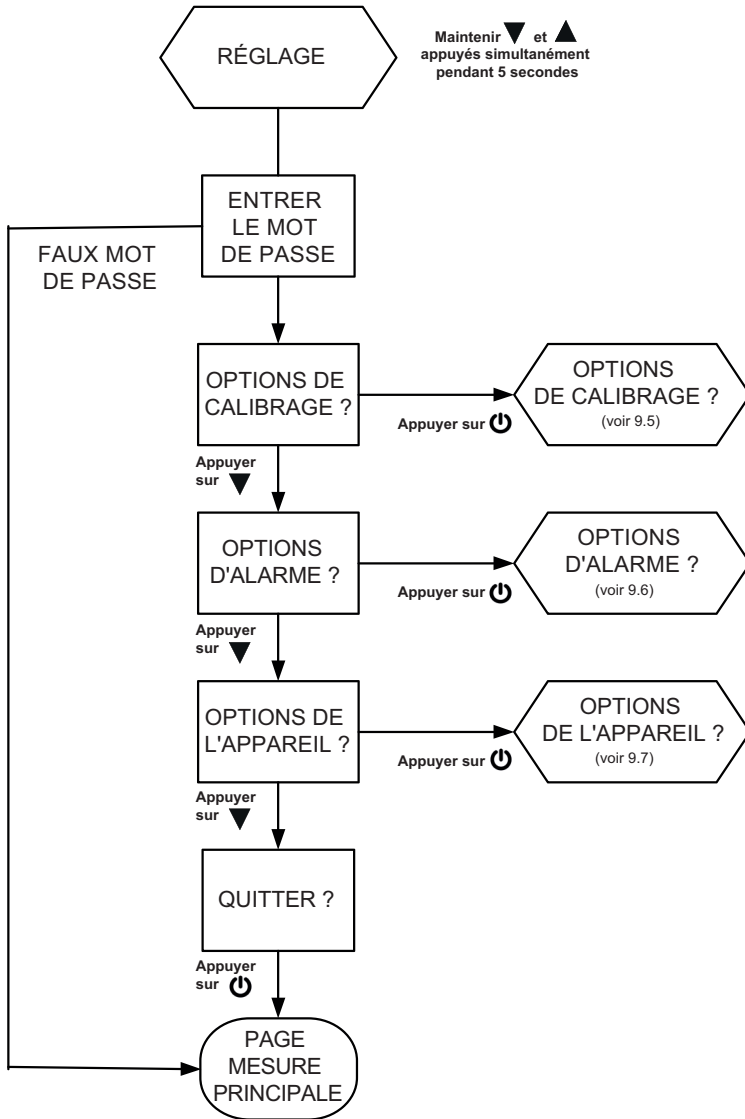 RÉGLAGE
Maintenir ▼ et ▲
appuyés simultanément
pendant 5 secondes
ENTRER
LE MOT
DE PASSE
FAUX MOT
DE PASSE
OPTIONS DE
CALIBRAGE ?
Appuyer sur
OPTIONS
DE CALIBRAGE ?
(voir 9.5)
Appuyer
sur ▼
OPTIONS
D'ALARME ?
Appuyer sur
OPTIONS
D'ALARME ?
(voir 9.6)
Appuyer
sur ▼
OPTIONS DE
L'APPAREIL ?
Appuyer sur
OPTIONS
DE L'APPAREIL ?
(voir 9.7)
Appuyer
sur ▼
QUITTER ?
Appuyer
sur
PAGE
MESURE
PRINCIPALE